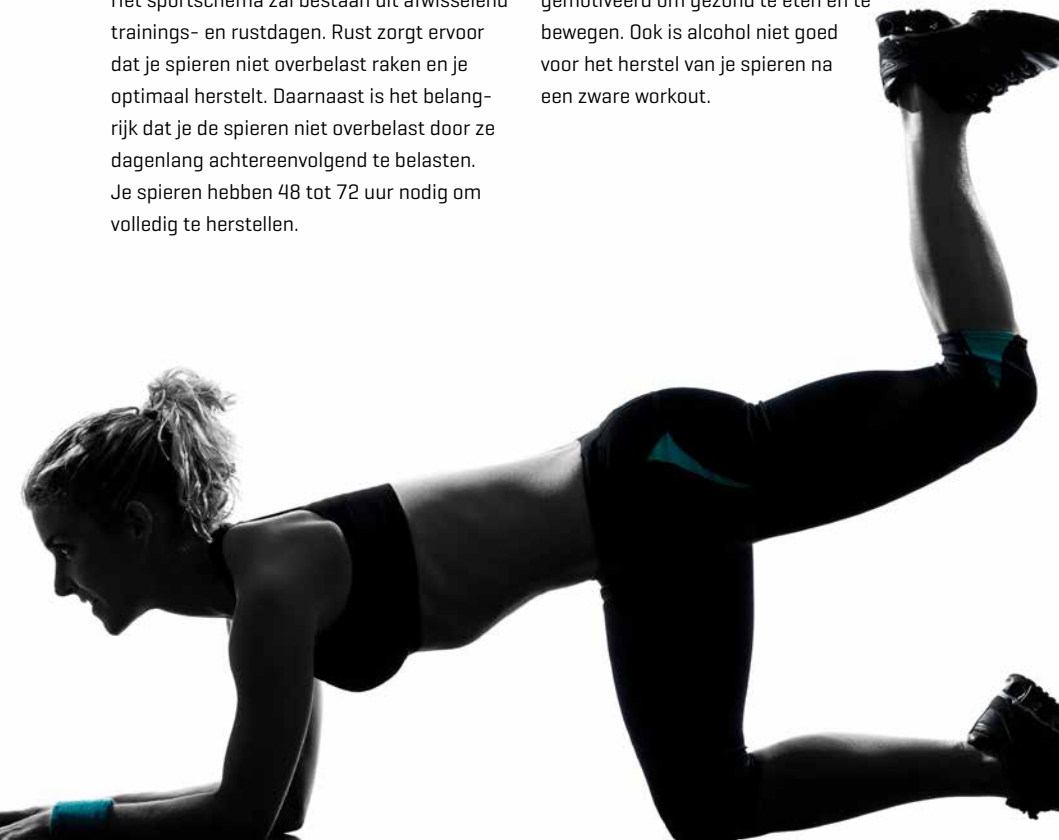 Het sportschema zal bestaan uit afwisselend
trainings- en rustdagen. Rust zorgt ervoor
dat je spieren niet overbelast raken en je
optimaal herstelt. Daarnaast is het belang-
rijk dat je de spieren niet overbelast door ze
dagenlang achtereenvolgend te belasten.
Je spieren hebben 48 tot 72 uur nodig om
volledig te herstellen.
gemotiveerd om gezond te eten en te
bewegen. Ook is alcohol niet goed
voor het herstel van je spieren na
een zware workout.